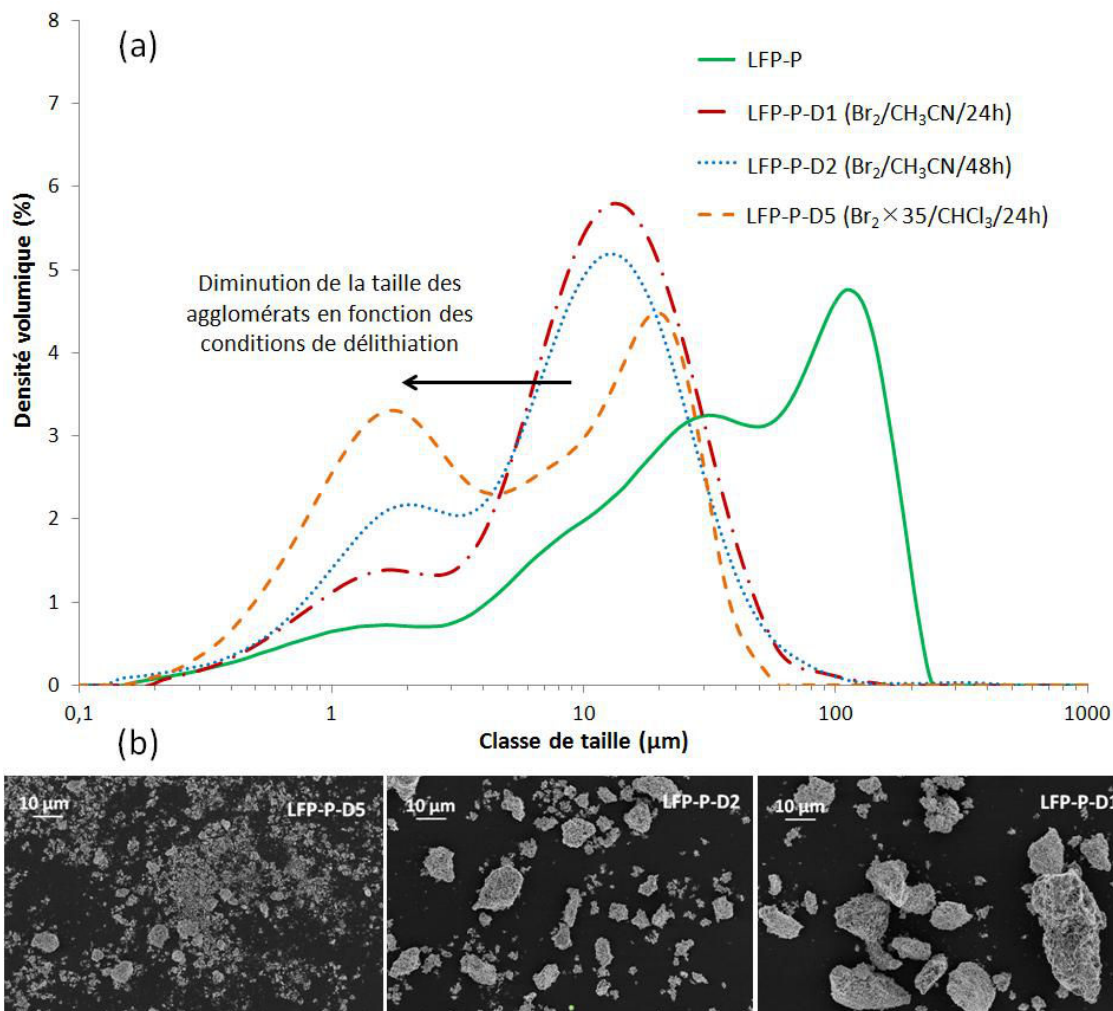 (a)
8
7
6
5
4
3
2
1
0
Densité volumique (%)
LFP-P
LFP-P-D1 (Br₂/CH₃CN/24h)
LFP-P-D2 (Br₂/CH₃CN/48h)
LFP-P-D5 (Br₂×35/CHCl₃/24h)
Diminution de la taille des
agglomérats en fonction des
conditions de délithiation
0,1 1 10 100 1000
Classe de taille (µm)
(b)
10 µm LFP-P-D5
10 µm LFP-P-D2
10 µm LFP-P-D1